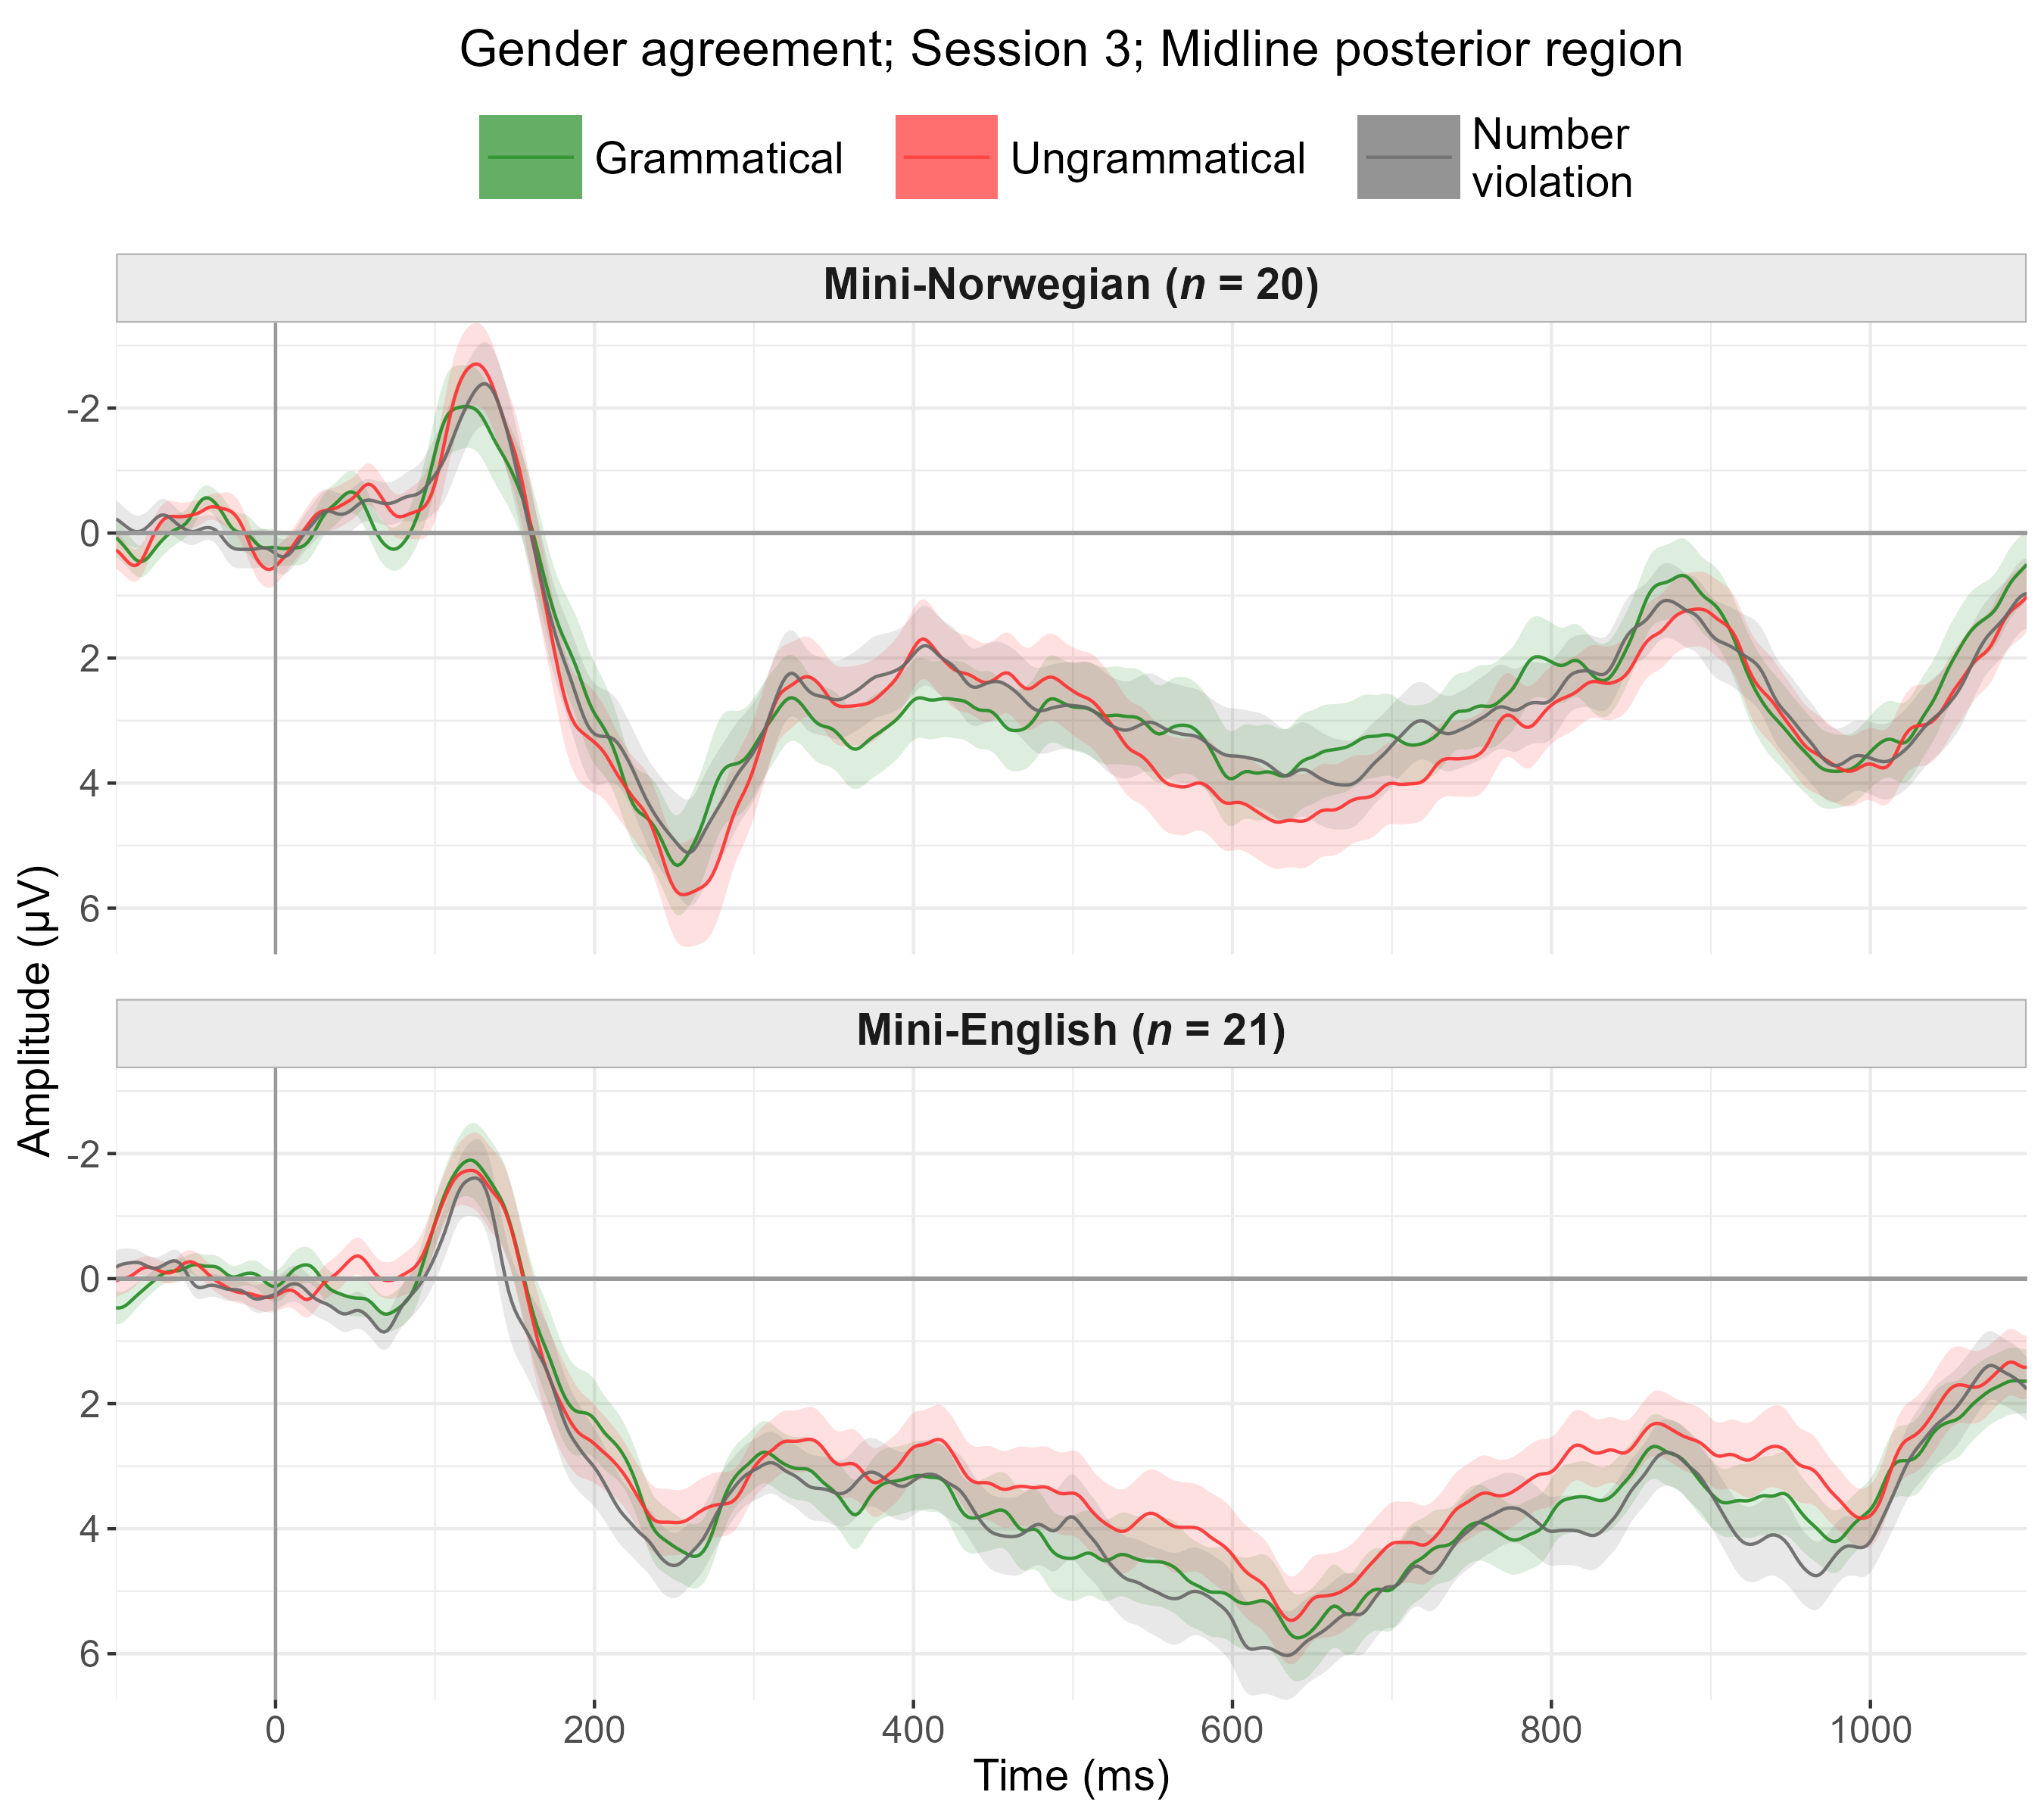 Gender agreement; Session 3; Midline posterior region
Grammatical
Ungrammatical
Number
violation
Mini-Norwegian (n = 20)
-2
0
2
4
6
Mini-English (n = 21)
-2
0
2
4
6
Amplitude (µV)
0 200 400 600 800 1000
Time (ms)